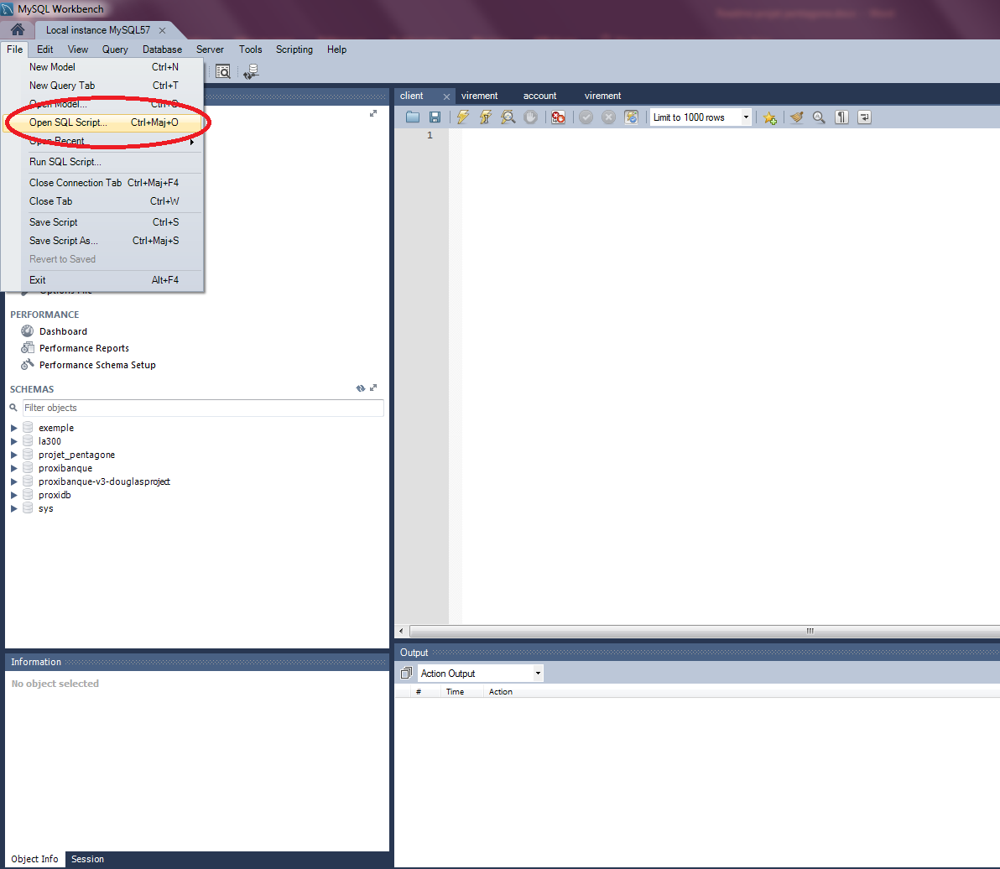 MySQL Workbench
Local instance MySQL57
File Edit View Query Database Server Tools Scripting Help
New Model Ctrl+N
New Query Tab Ctrl+T
Open Model... Ctrl+O
Open SQL Script... Ctrl+Maj+O
Open Recent
Run SQL Script...
Close Connection Tab Ctrl+Maj+F4
Close Tab Ctrl+W
Save Script Ctrl+S
Save Script As... Ctrl+Maj+S
Revert to Saved
Exit Alt+F4
Options File
PERFORMANCE
Dashboard
Performance Reports
Performance Schema Setup
SCHEMAS
Filter objects
exemple
la300
projet_pentagone
proxibanque
proxibanque-v3-douglasproject
proxidb
sys
Information
No object selected
Object Info Session
client virement account virement
Limit to 1000 rows
1
Output
Action Output
# Time Action